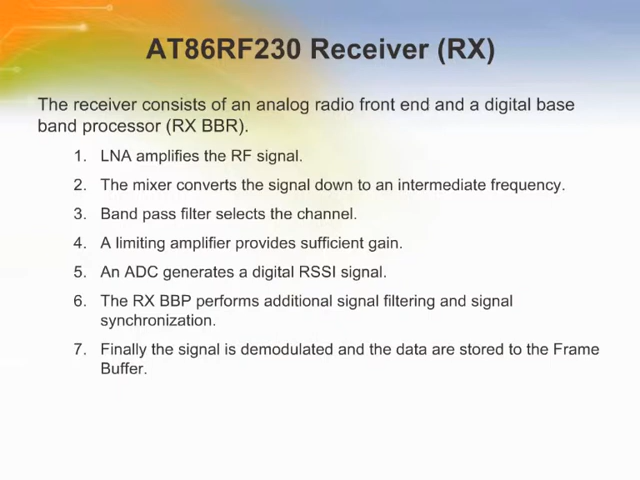 AT86RF230 Receiver (RX)
The receiver consists of an analog radio front end and a digital base
band processor (RX BBR).
1. LNA amplifies the RF signal.
2. The mixer converts the signal down to an intermediate frequency.
3. Band pass filter selects the channel.
4. A limiting amplifier provides sufficient gain.
5. An ADC generates a digital RSSI signal.
6. The RX BBP performs additional signal filtering and signal
synchronization.
7. Finally the signal is demodulated and the data are stored to the Frame
Buffer.